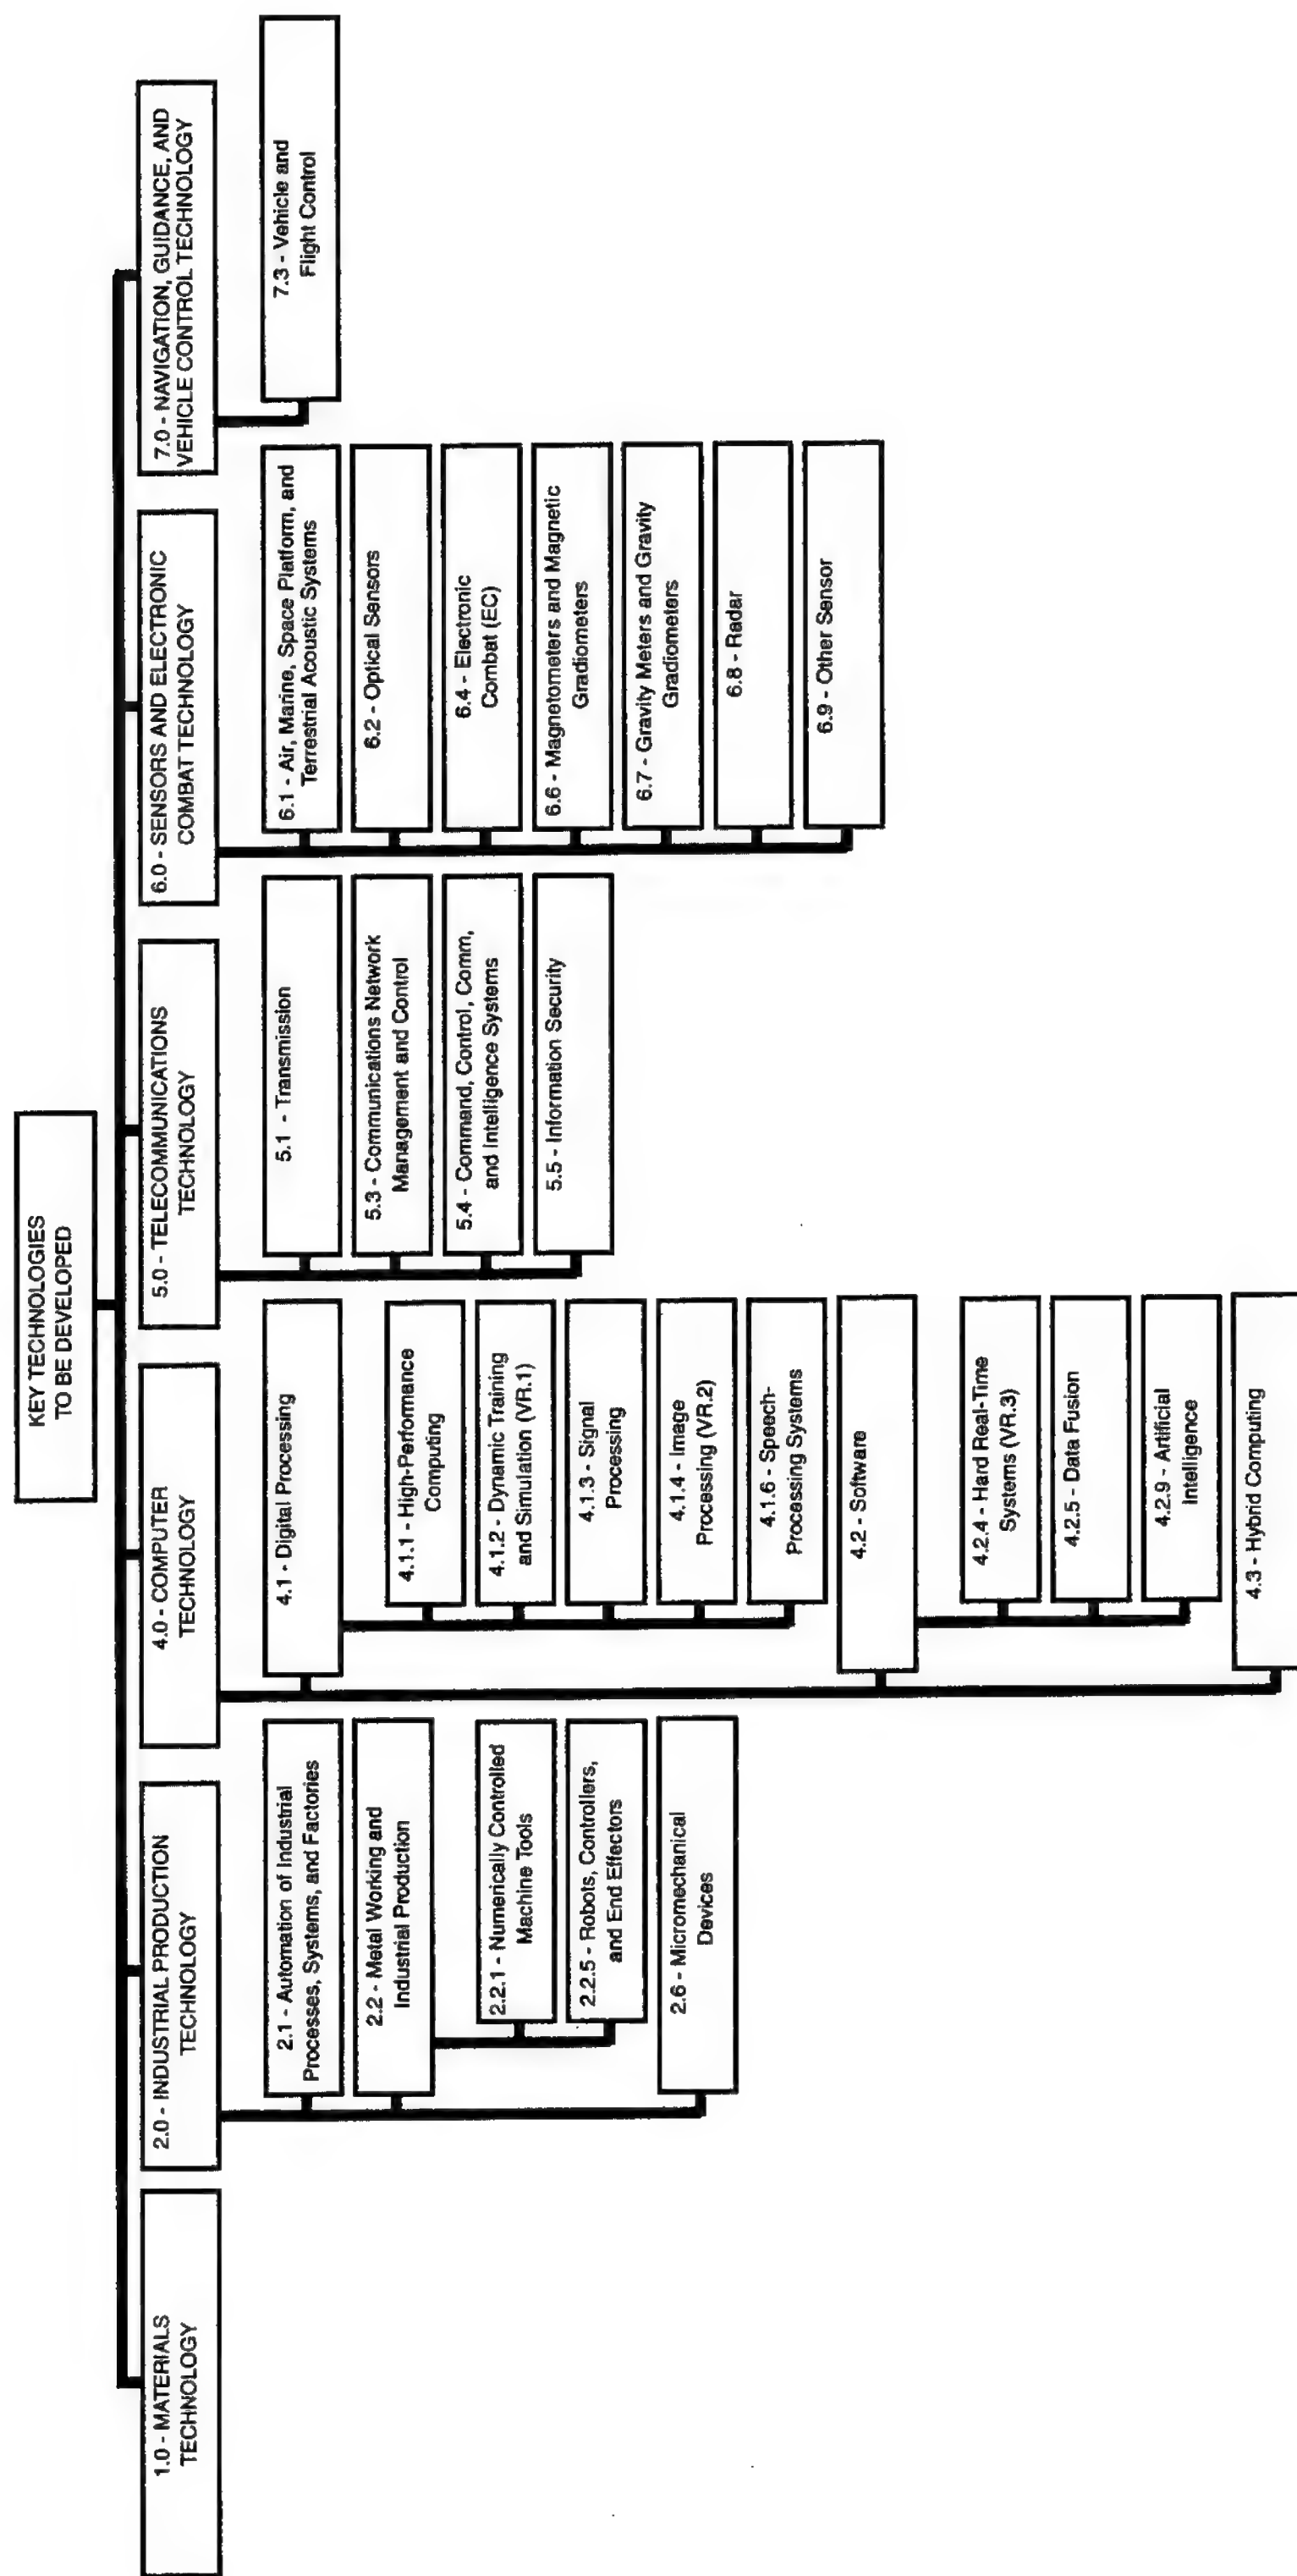 KEY TECHNOLOGIES
TO BE DEVELOPED
1.0 - MATERIALS
TECHNOLOGY
2.0 - INDUSTRIAL PRODUCTION
TECHNOLOGY
2.1 - Automation of Industrial
Processes, Systems, and Factories
2.2 - Metal Working and
Industrial Production
2.2.1 - Numerically Controlled
Machine Tools
2.2.5 - Robots, Controllers,
and End Effectors
2.6 - Micromechanical
Devices
4.0 - COMPUTER
TECHNOLOGY
4.1 - Digital Processing
4.1.1 - High-Performance
Computing
4.1.2 - Dynamic Training
and Simulation (VR.1)
4.1.3 - Signal
Processing
4.1.4 - Image
Processing (VR.2)
4.1.6 - Speech-
Processing Systems
4.2 - Software
4.2.4 - Hard Real-Time
Systems (VR.3)
4.2.5 - Data Fusion
4.2.9 - Artificial
Intelligence
4.3 - Hybrid Computing
5.0 - TELECOMMUNICATIONS
TECHNOLOGY
5.1 - Transmission
5.3 - Communications Network
Management and Control
5.4 - Command, Control, Comm,
and Intelligence Systems
5.5 - Information Security
6.0 - SENSORS AND ELECTRONIC
COMBAT TECHNOLOGY
6.1 - Air, Marine, Space Platform, and
Terrestrial Acoustic Systems
6.2 - Optical Sensors
6.4 - Electronic
Combat (EC)
6.6 - Magnetometers and Magnetic
Gradiometers
6.7 - Gravity Meters and Gravity
Gradiometers
6.8 - Radar
6.9 - Other Sensor
7.0 - NAVIGATION, GUIDANCE, AND
VEHICLE CONTROL TECHNOLOGY
7.3 - Vehicle and
Flight Control